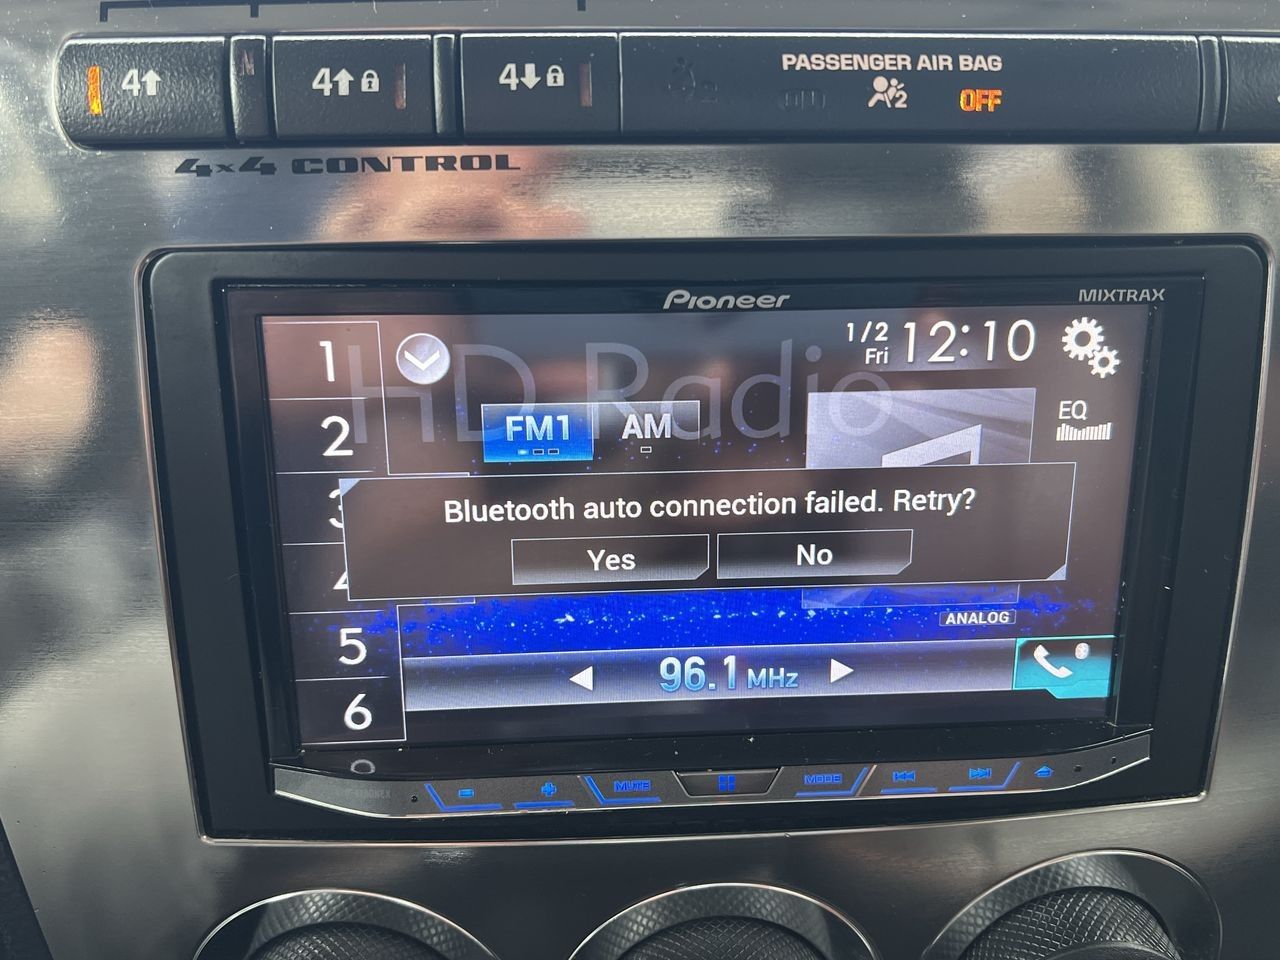 4
4
4
PASSENGER AIR BAG
2
OFF
4x4 CONTROL
Pioneer
MIXTRAX
HD Radio
1
2
5
6
FM1
AM
1/2
Fri
12:10
EQ
Bluetooth auto connection failed. Retry?
Yes
No
ANALOG
96.1 MHz
MUTE
MODE